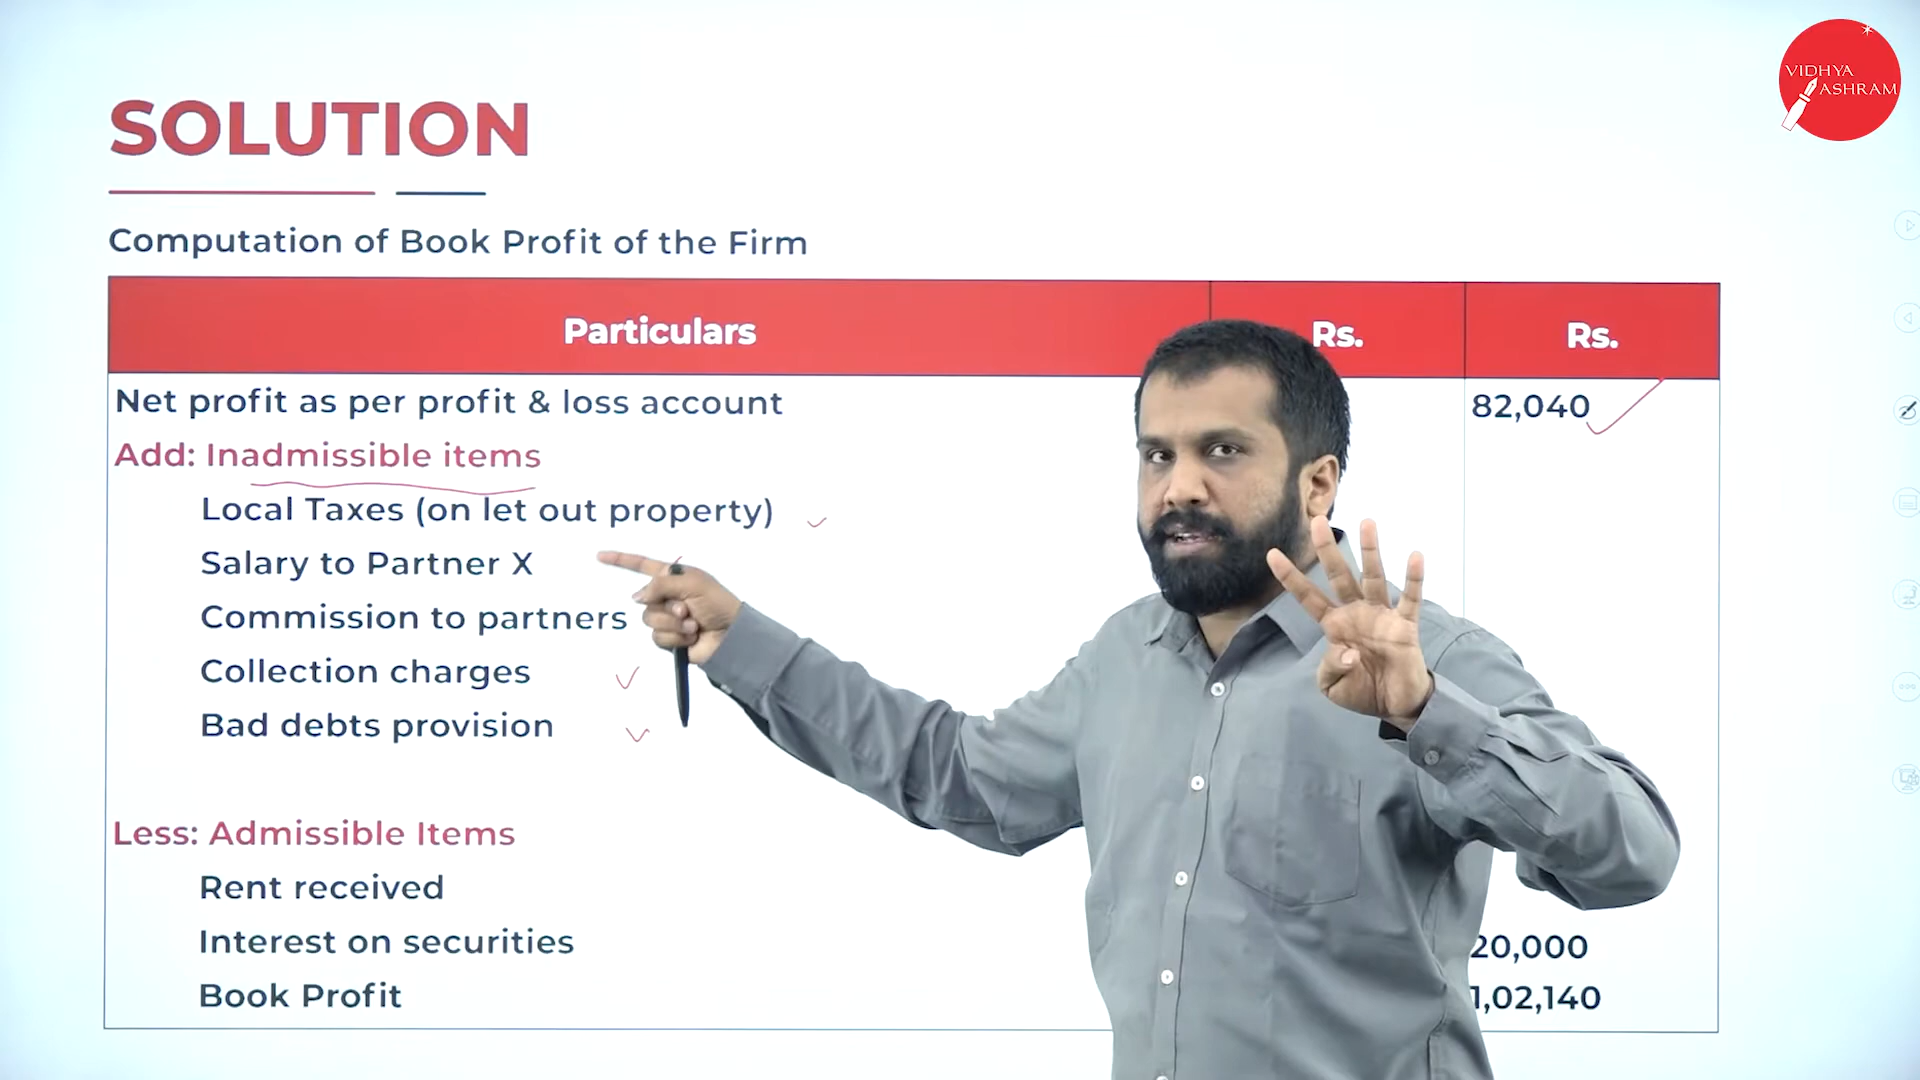 VIDHYA
ASHRAM
SOLUTION
Computation of Book Profit of the Firm
Particulars Rs. Rs.
Net profit as per profit & loss account 82,040
Add: Inadmissible items
Local Taxes (on let out property)
Salary to Partner X
Commission to partners
Collection charges
Bad debts provision
Less: Admissible Items
Rent received
Interest on securities 20,000
Book Profit 1,02,140